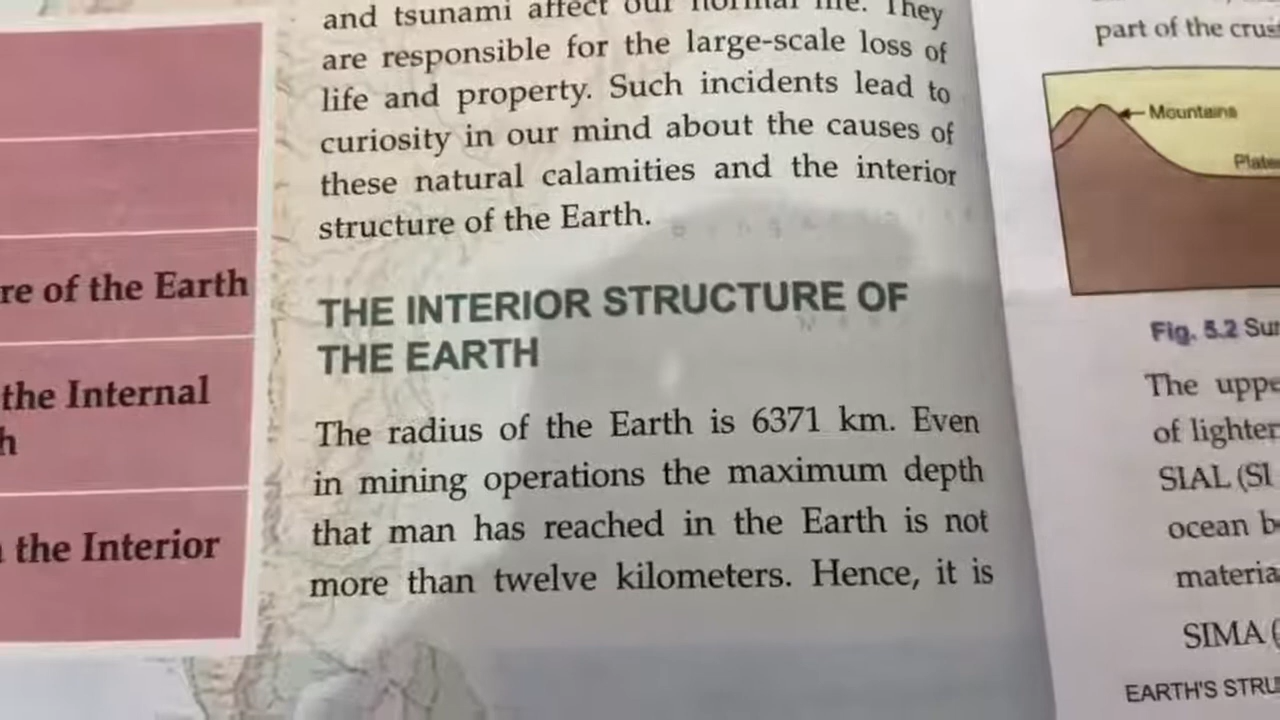 re of the Earth
the Internal
h
the Interior
and tsunami affect our normal life. They
are responsible for the large-scale loss of
life and property. Such incidents lead to
curiosity in our mind about the causes of
these natural calamities and the interior
structure of the Earth.
THE INTERIOR STRUCTURE OF
THE EARTH
The radius of the Earth is 6371 km. Even
in mining operations the maximum depth
that man has reached in the Earth is not
more than twelve kilometers. Hence, it is
part of the crus
Mountains
Plate
Fig. 5.2 Sur
The uppe
of lighter
SIAL (SI
ocean b
materia
SIMA (
EARTH'S STRU